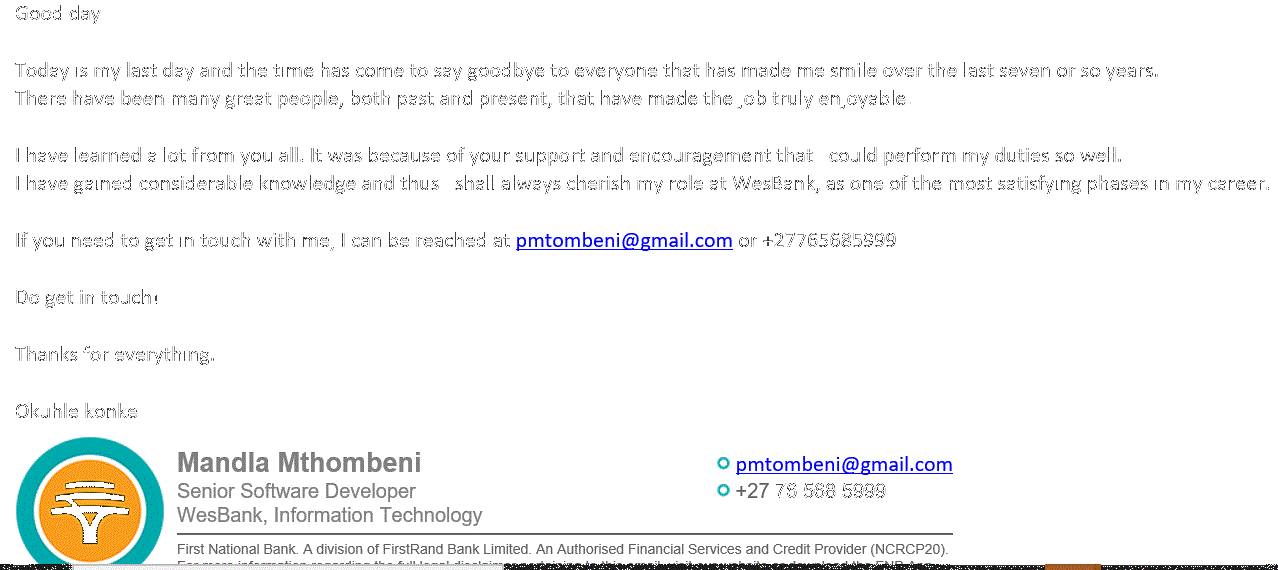 Good day
Today is my last day and the time has come to say goodbye to everyone that has made me smile over the last seven or so years.
There have been many great people, both past and present, that have made the job truly enjoyable.
I have learned a lot from you all. It was because of your support and encouragement that I could perform my duties so well.
I have gained considerable knowledge and thus I shall always cherish my role at WesBank, as one of the most satisfying phases in my career.
If you need to get in touch with me, I can be reached at pmtombeni@gmail.com or +27765685999
Do get in touch!
Thanks for everything.
Okuhle konke
Mandla Mthombeni
Senior Software Developer
WesBank, Information Technology
pmtombeni@gmail.com
+27 76 568 5999
First National Bank. A division of FirstRand Bank Limited. An Authorised Financial Services and Credit Provider (NCRCP20).